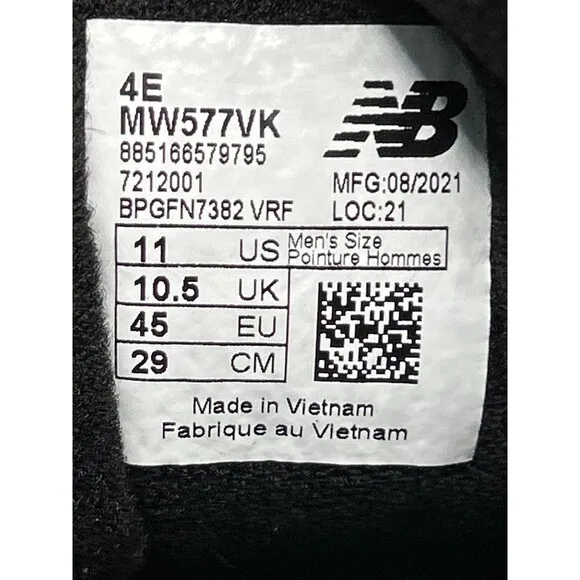 4E
MW577VK
885166579795
7212001
BPGFN7382 VRF
NB
MFG:08/2021
LOC:21
11 US Men's Size
Pointure Hommes
10.5 UK
45 EU
29 CM
Made in Vietnam
Fabrique au Vietnam